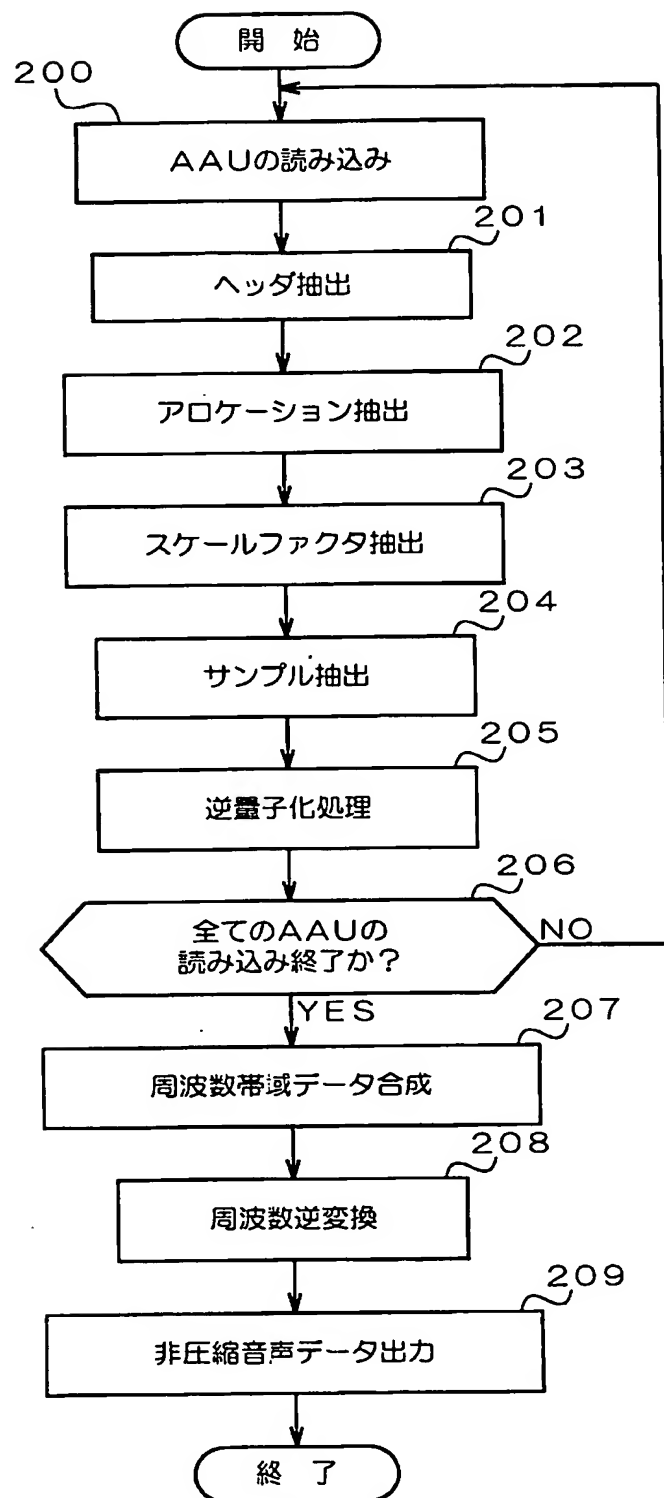 開 始
200
AAUの読み込み
201
ヘッダ抽出
202
アロケーション抽出
203
スケールファクタ抽出
204
サンプル抽出
205
逆量子化処理
206
全てのAAUの
読み込み終了か？
NO
YES
207
周波数帯域データ合成
208
周波数逆変換
209
非圧縮音声データ出力
終 了